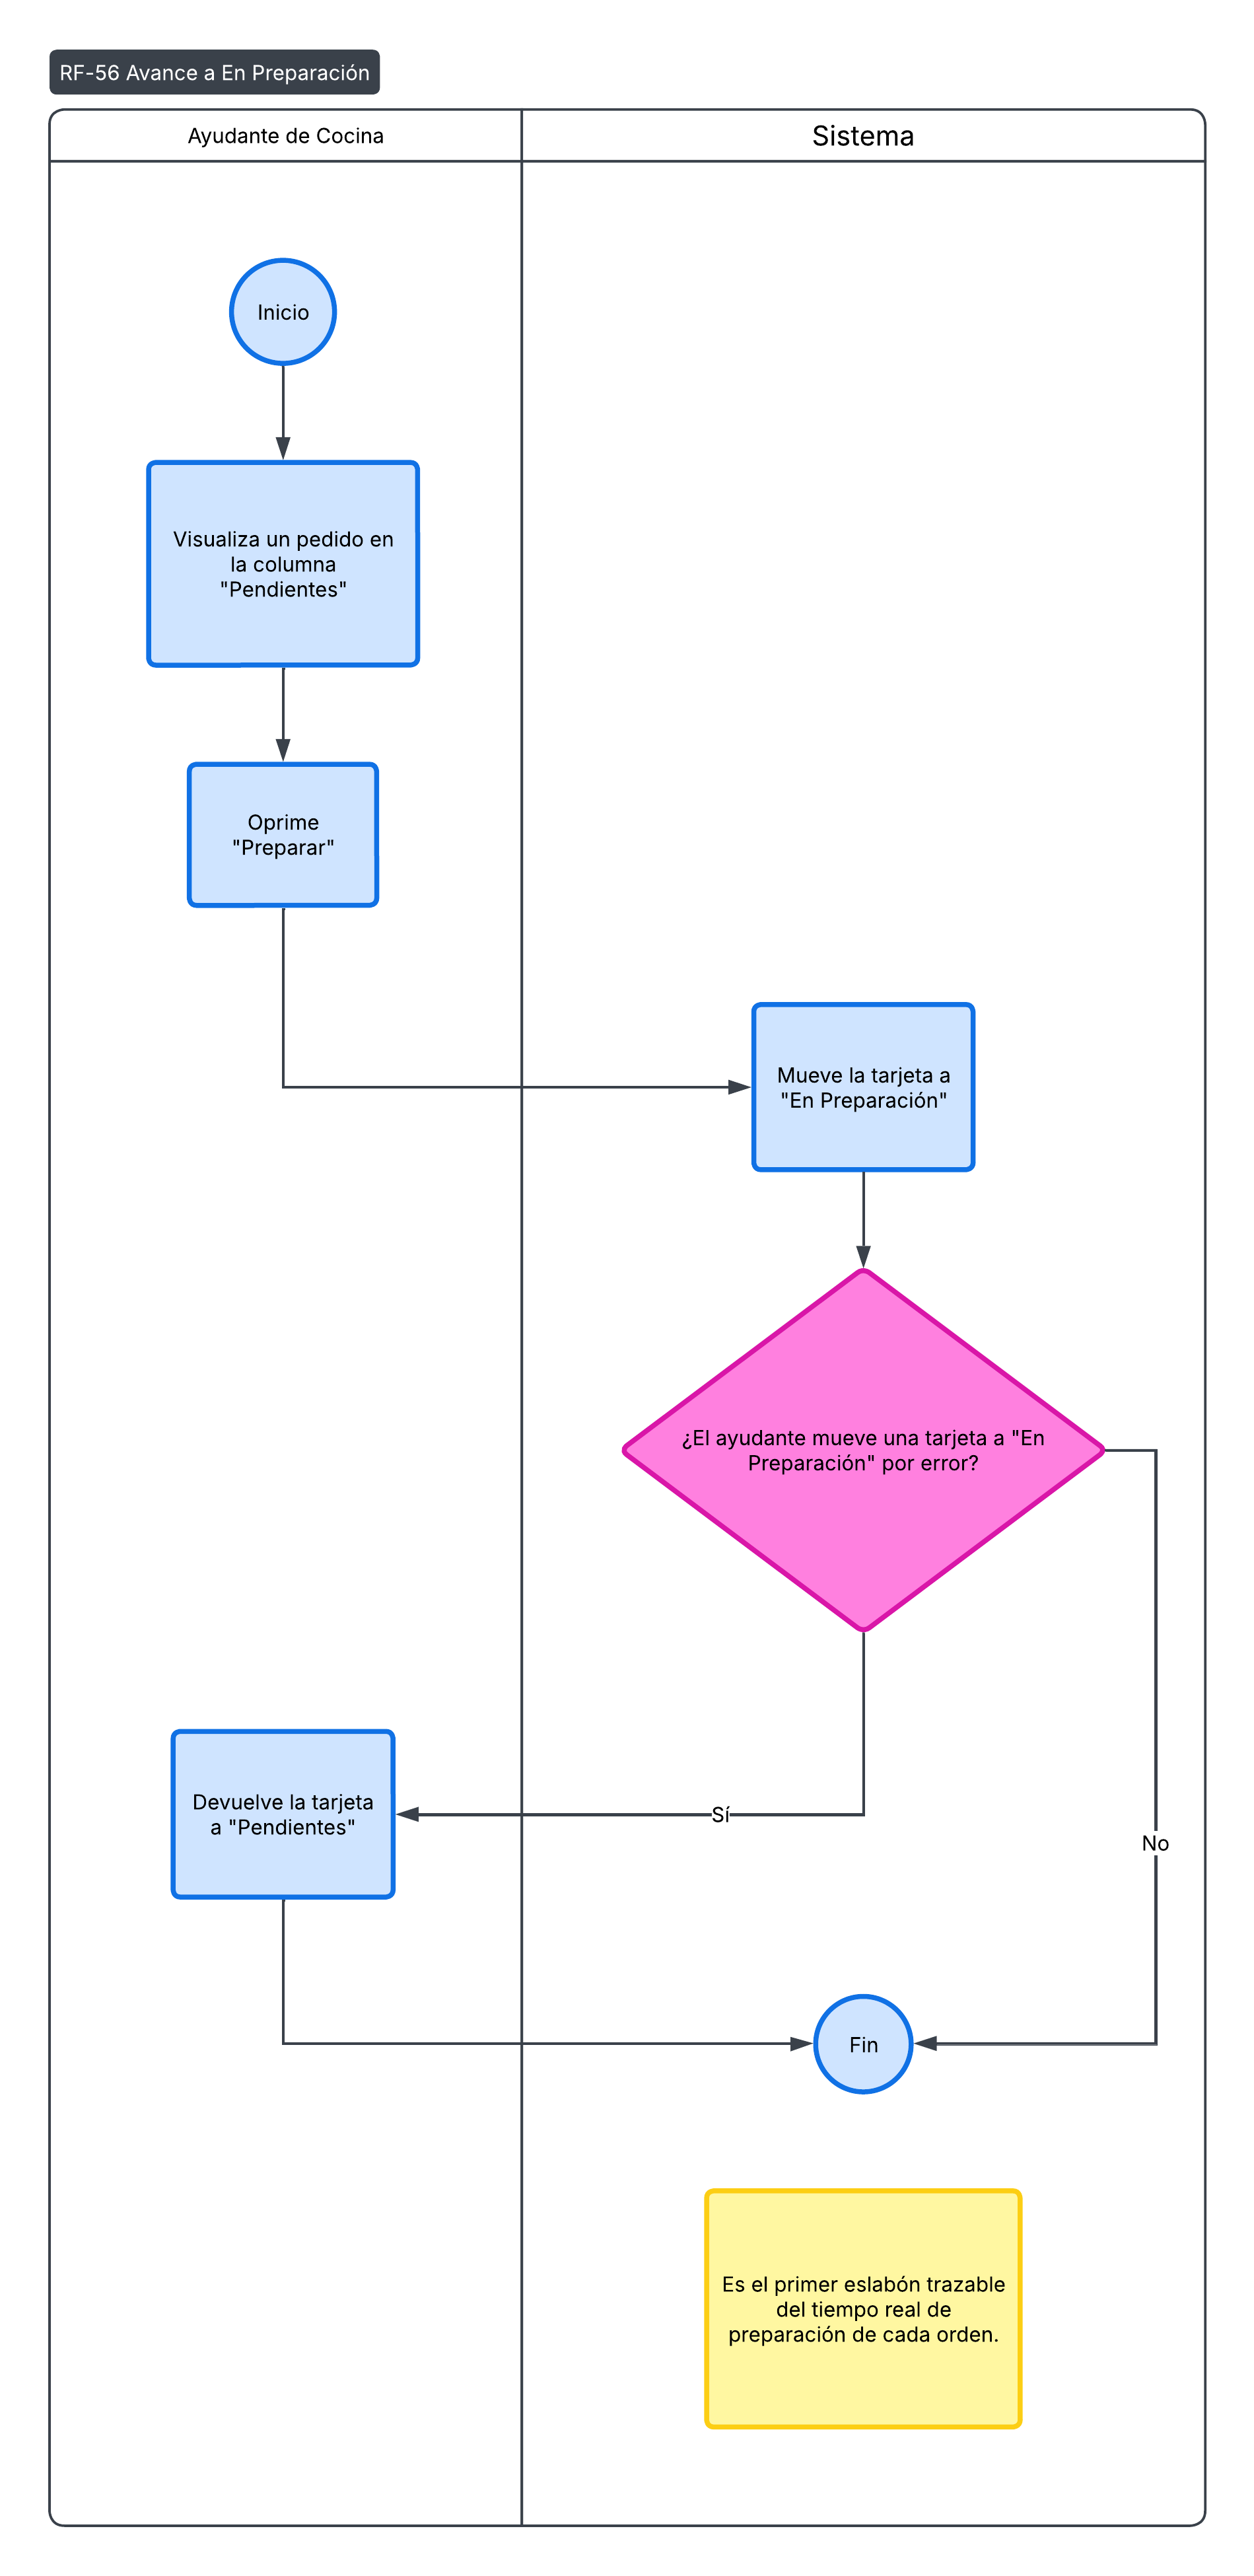 RF-56 Avance a En Preparación
Ayudante de Cocina
Sistema
Inicio
Visualiza un pedido en
la columna
"Pendientes"
Oprime
"Preparar"
Mueve la tarjeta a
"En Preparación"
¿El ayudante mueve una tarjeta a "En
Preparación" por error?
Devuelve la tarjeta
a "Pendientes"
Sí
No
Fin
Es el primer eslabón trazable
del tiempo real de
preparación de cada orden.